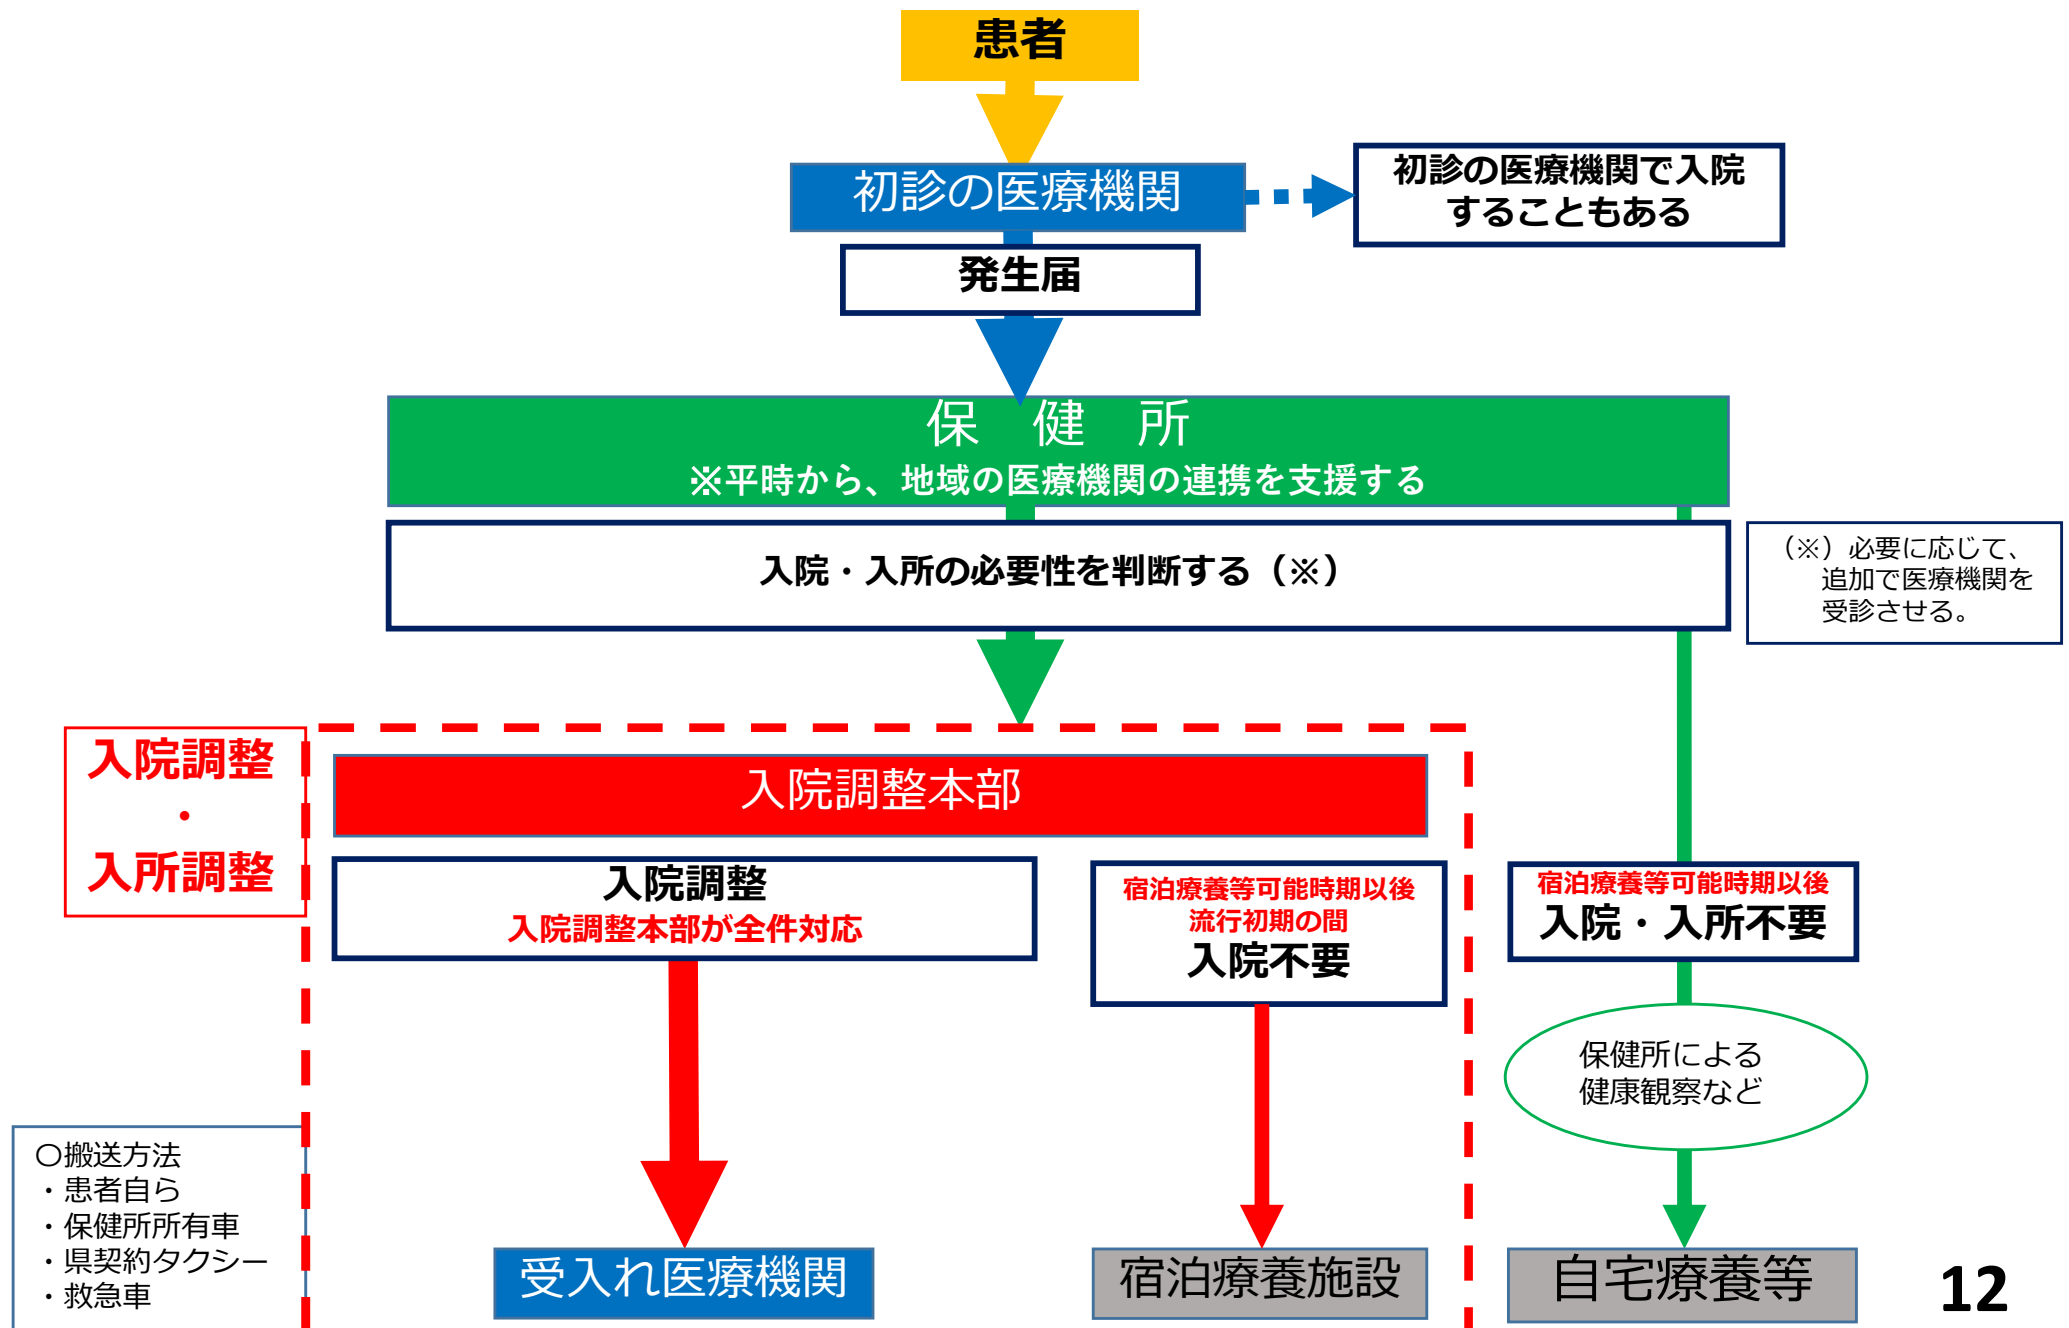 患者
初診の医療機関
初診の医療機関で入院
することもある
発生届
保　健　所
※平時から、地域の医療機関の連携を支援する
入院・入所の必要性を判断する（※）
（※）必要に応じて、
追加で医療機関を
受診させる。
入院調整
・
入所調整
入院調整本部
入院調整
入院調整本部が全件対応
宿泊療養等可能時期以後
流行初期の間
入院不要
宿泊療養等可能時期以後
入院・入所不要
保健所による
健康観察など
〇搬送方法
・患者自ら
・保健所所有車
・県契約タクシー
・救急車
受入れ医療機関
宿泊療養施設
自宅療養等
12